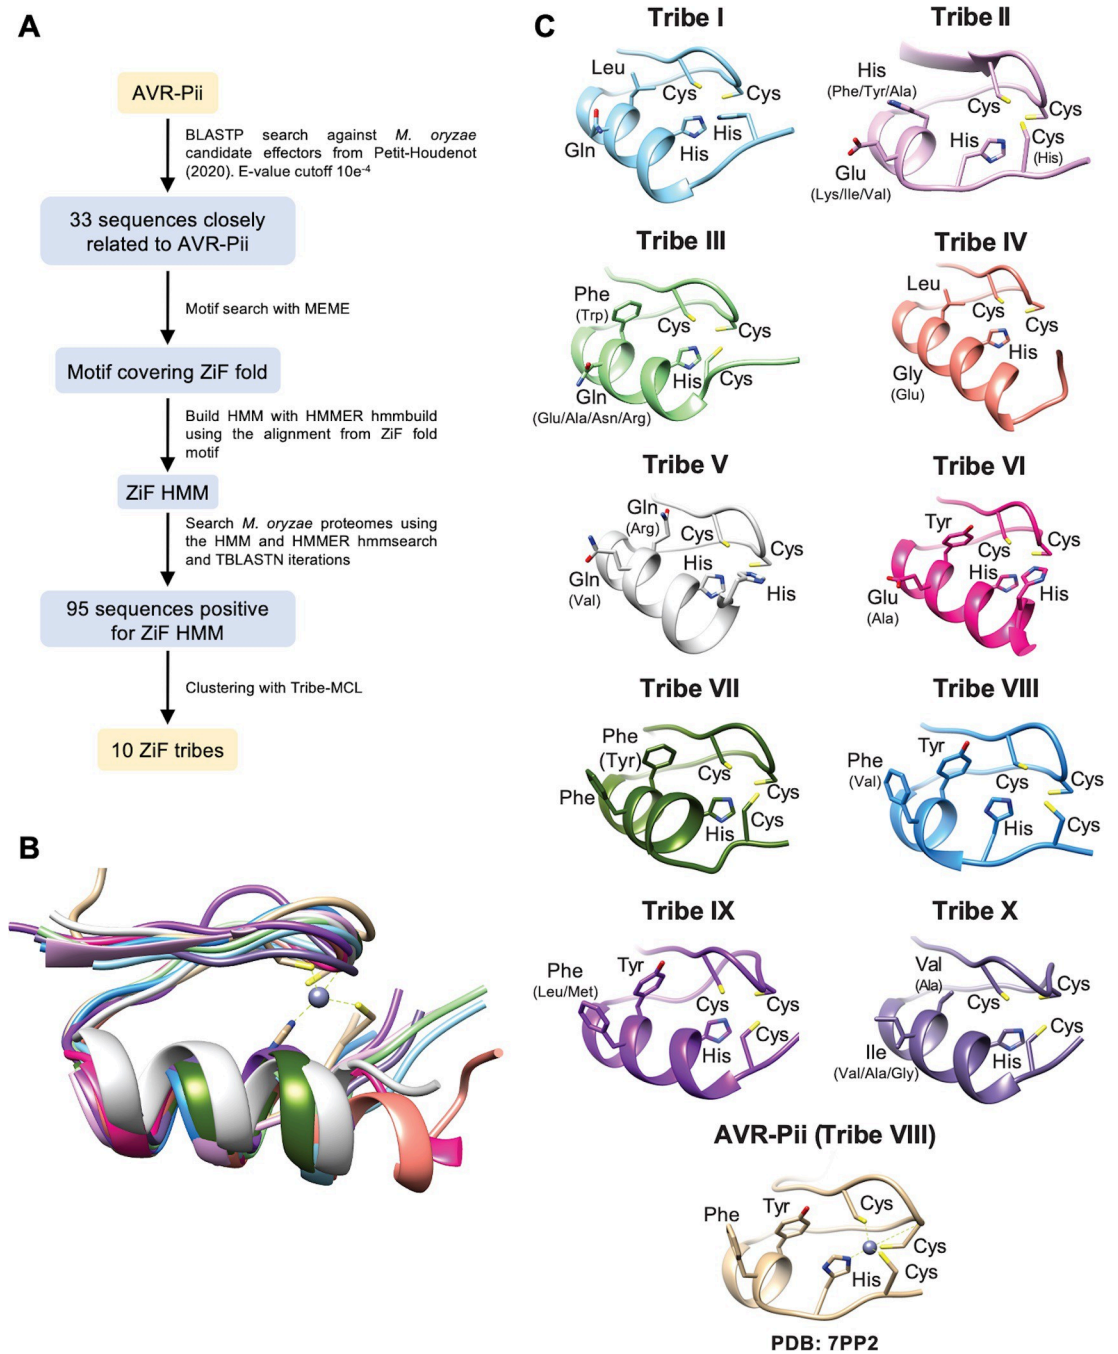 A
AVR-Pii
BLASTP search against M. oryzae
candidate effectors from Petit-Houdenot
(2020). E-value cutoff 10e-4
33 sequences closely
related to AVR-Pii
Motif search with MEME
Motif covering ZiF fold
Build HMM with HMMER hmmbuild
using the alignment from ZiF fold
motif
ZiF HMM
Search M. oryzae proteomes using
the HMM and HMMER hmmsearch
and TBLASTN iterations
95 sequences positive
for ZiF HMM
Clustering with Tribe-MCL
10 ZiF tribes
B
C
Tribe I
Leu
Cys
Cys
Gln
His
His
Tribe II
His
(Phe/Tyr/Ala)
Cys
Cys
His
Cys
(His)
Glu
(Lys/Ile/Val)
Tribe III
Phe
(Trp)
Cys
Cys
His
Cys
Gln
(Glu/Ala/Asn/Arg)
Tribe IV
Leu
Cys
Cys
His
Gly
(Glu)
Tribe V
Gln
(Arg)
Cys
Cys
His
Gln
(Val)
His
Tribe VI
Tyr
Cys
Cys
His
His
Glu
(Ala)
Tribe VII
Phe
(Tyr)
Cys
Cys
Phe
His
Cys
Tribe VIII
Tyr
Phe
(Val)
Cys
Cys
His
Cys
Tribe IX
Phe
(Leu/Met)
Tyr
Cys
Cys
His
Cys
Tribe X
Val
(Ala)
Cys
Cys
Cys
Ile
(Val/Ala/Gly)
His
AVR-Pii (Tribe VIII)
Phe
Tyr
Cys
Cys
His
Cys
PDB: 7PP2